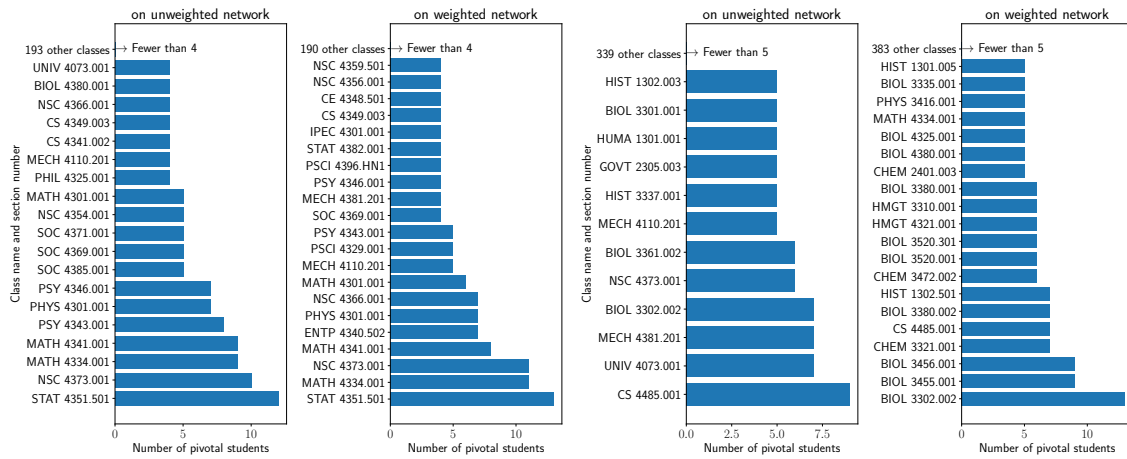 on unweighted network
193 other classes
Fewer than 4
UNIV 4073.001
BIOL 4380.001
NSC 4366.001
CS 4349.003
CS 4341.002
MECH 4110.201
PHIL 4325.001
MATH 4301.001
NSC 4354.001
SOC 4371.001
SOC 4369.001
SOC 4385.001
PSY 4346.001
PHYS 4301.001
PSY 4343.001
MATH 4341.001
MATH 4334.001
NSC 4373.001
STAT 4351.501
Class name and section number
0 5 10
Number of pivotal students
on weighted network
190 other classes
Fewer than 4
NSC 4359.501
NSC 4356.001
CE 4348.501
CS 4349.003
IPEC 4301.001
STAT 4382.001
PSCI 4396.HN1
PSY 4346.001
MECH 4381.201
SOC 4369.001
PSY 4343.001
PSCI 4329.001
MECH 4110.201
MATH 4301.001
NSC 4366.001
PHYS 4301.001
ENTP 4340.502
MATH 4341.001
NSC 4373.001
MATH 4334.001
STAT 4351.501
0 5 10
Number of pivotal students
on unweighted network
339 other classes
Fewer than 5
HIST 1302.003
BIOL 3301.001
HUMA 1301.001
GOVT 2305.003
HIST 3337.001
MECH 4110.201
BIOL 3361.002
NSC 4373.001
BIOL 3302.002
MECH 4381.201
UNIV 4073.001
CS 4485.001
Class name and section number
0.0 2.5 5.0 7.5
Number of pivotal students
on weighted network
383 other classes
Fewer than 5
HIST 1301.005
BIOL 3335.001
PHYS 3416.001
MATH 4334.001
BIOL 4325.001
BIOL 4380.001
CHEM 2401.003
BIOL 3380.001
HMGT 3310.001
HMGT 4321.001
BIOL 3520.301
BIOL 3520.001
CHEM 3472.002
HIST 1302.501
BIOL 3380.002
CS 4485.001
CHEM 3321.001
BIOL 3456.001
BIOL 3455.001
BIOL 3302.002
0 5 10
Number of pivotal students